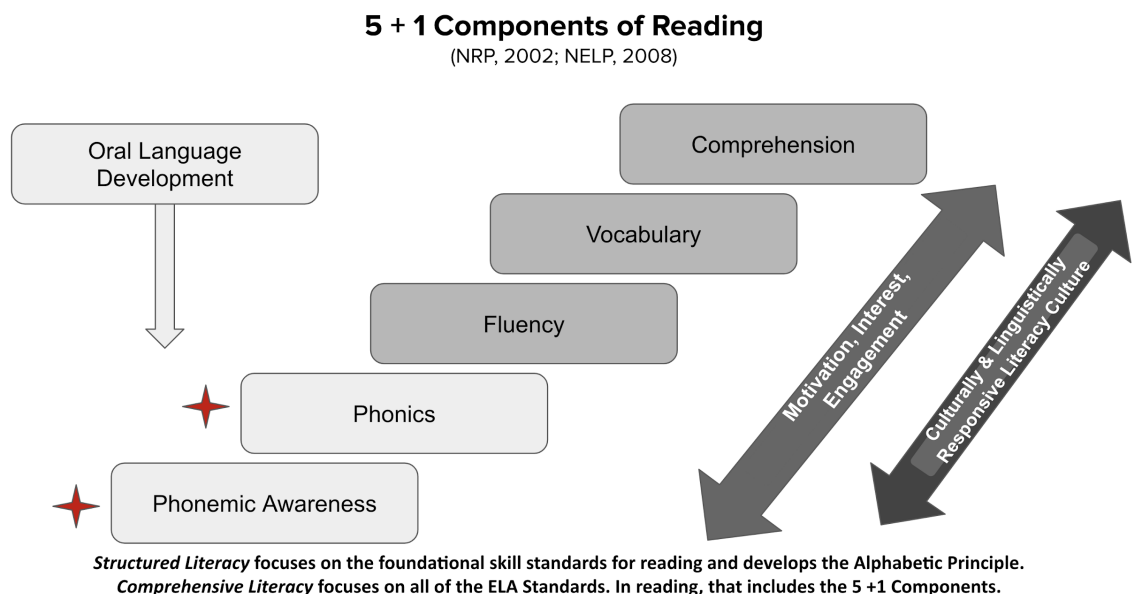 5 + 1 Components of Reading
(NRP, 2002; NELP, 2008)
Oral Language
Development
Comprehension
Vocabulary
Fluency
Phonics
Phonemic Awareness
Motivation, Interest,
Engagement
Culturally & Linguistically
Responsive Literacy Culture
Structured Literacy focuses on the foundational skill standards for reading and develops the Alphabetic Principle.
Comprehensive Literacy focuses on all of the ELA Standards. In reading, that includes the 5 +1 Components.